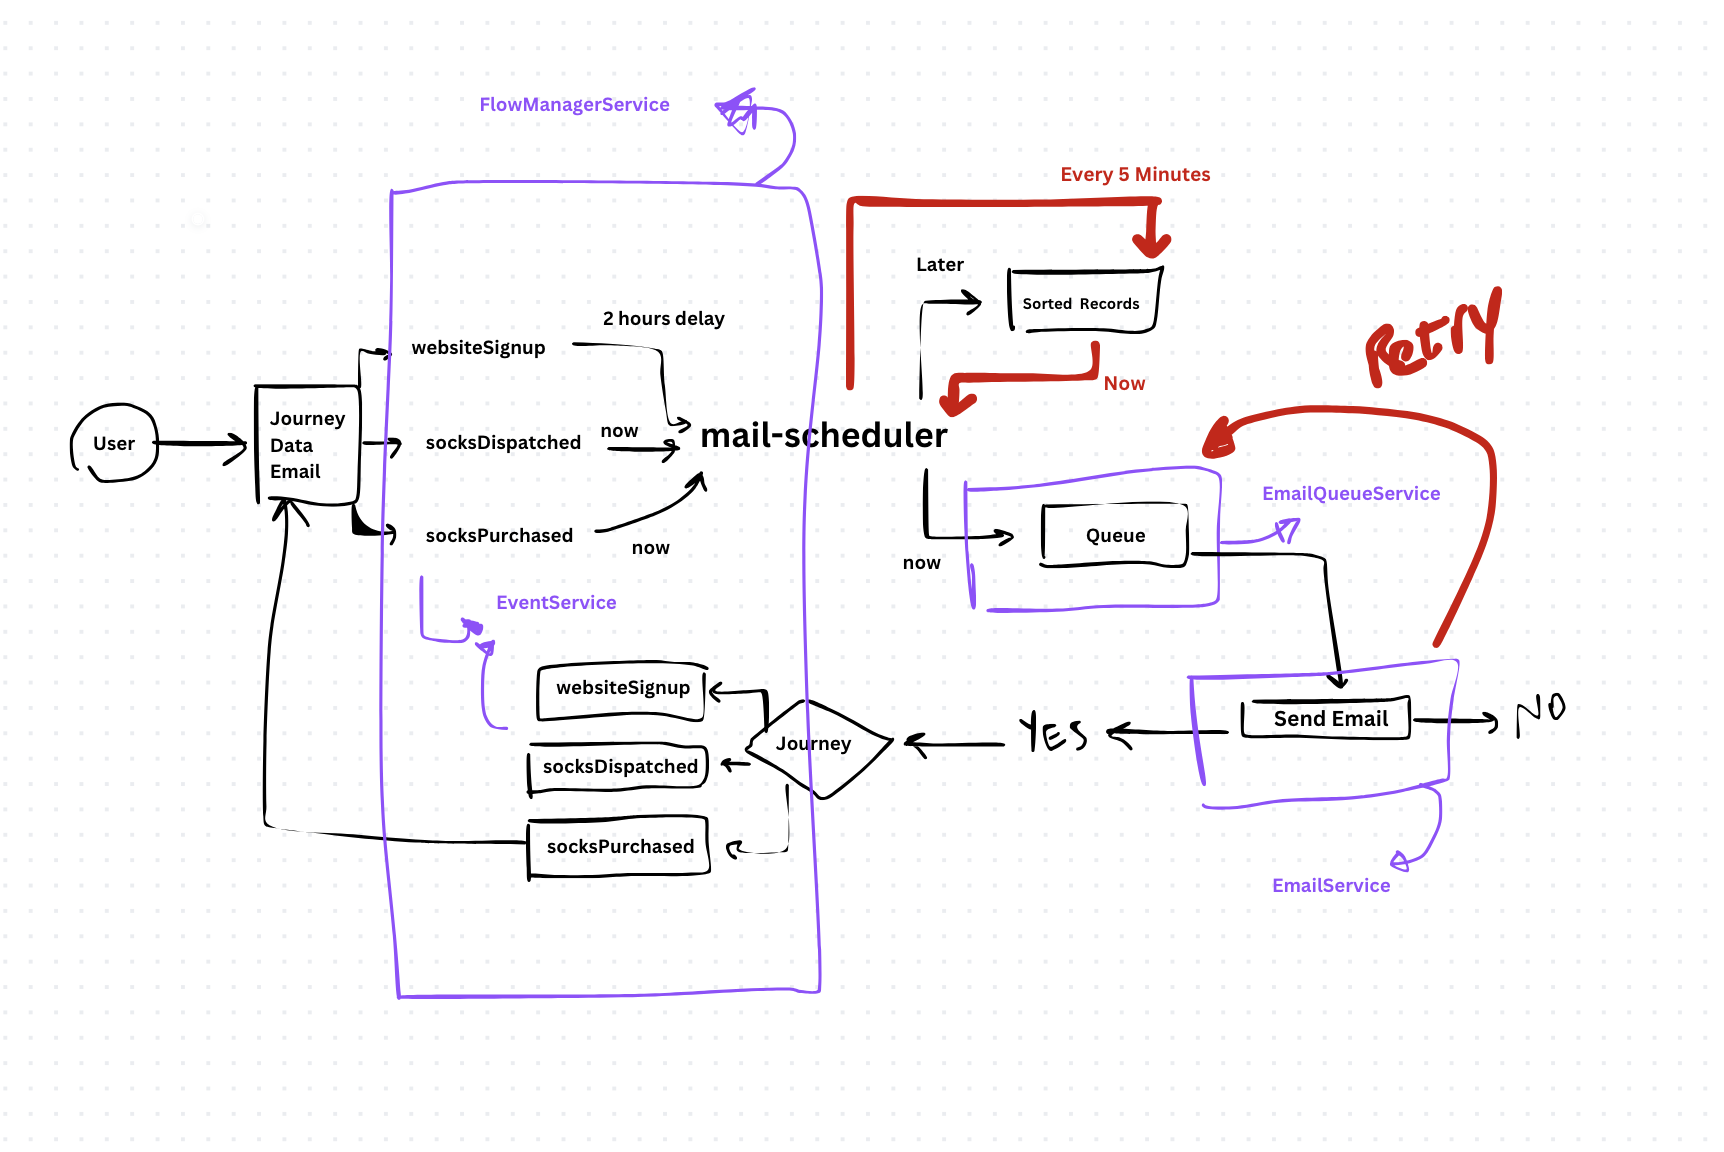 FlowManagerService
Every 5 Minutes
Later
Sorted Records
Retry
2 hours delay
websiteSignup
Now
User
Journey
Data
Email
socksDispatched
now
mail-scheduler
socksPurchased
now
now
Queue
EmailQueueService
EventService
websiteSignup
Journey
YES
Send Email
NO
socksDispatched
socksPurchased
EmailService